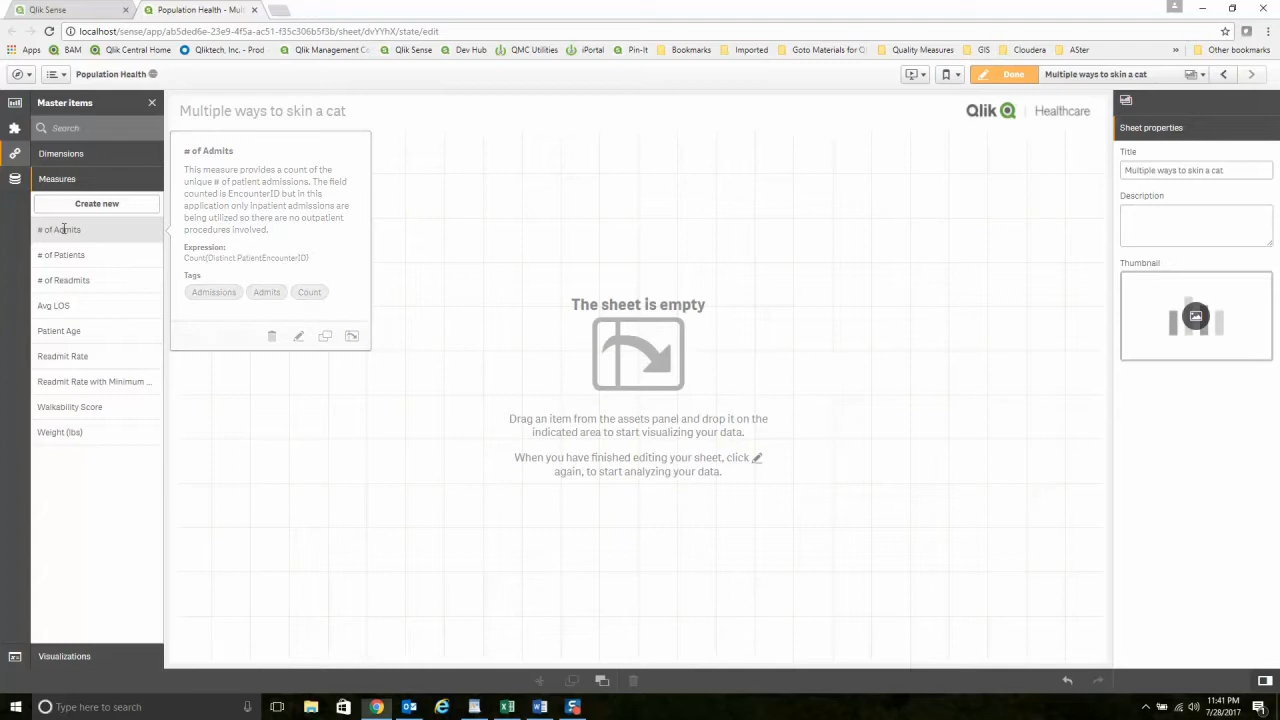 Qlik Sense
Population Health - Mult
localhost/sense/app/ab5ded6e-23e9-4f5a-ac51-f35c306b5f3b/sheet/dvYYhX/state/edit
Apps BAM Qlik Central Home Qliktech, Inc. - Prod Qlik Management Co Qlik Sense Dev Hub QMC Utilities iPortal Pin-It Bookmarks Imported Goto Materials for Q Quality Measures GIS Cloudera ASter » Other bookmarks
Population Health
Done
Multiple ways to skin a cat
Master items
Search
Dimensions
Measures
Create new
# of Admits
# of Patients
# of Readmits
Avg LOS
Patient Age
Readmit Rate
Readmit Rate with Minimum ...
Walkability Score
Weight (lbs)
Visualizations
Multiple ways to skin a cat
Qlik Healthcare
# of Admits
This measure provides a count of the
unique # of patient admissions. The field
counted is EncounterID but in this
application only Inpatient admissions are
being utilized so there are no outpatient
procedures involved.
Expression:
Count(Distinct PatientEncounterID)
Tags
Admissions Admits Count
The sheet is empty
Drag an item from the assets panel and drop it on the
indicated area to start visualizing your data.
When you have finished editing your sheet, click
again, to start analyzing your data.
Sheet properties
Title
Multiple ways to skin a cat
Description
Thumbnail
Type here to search
11:41 PM
7/28/2017